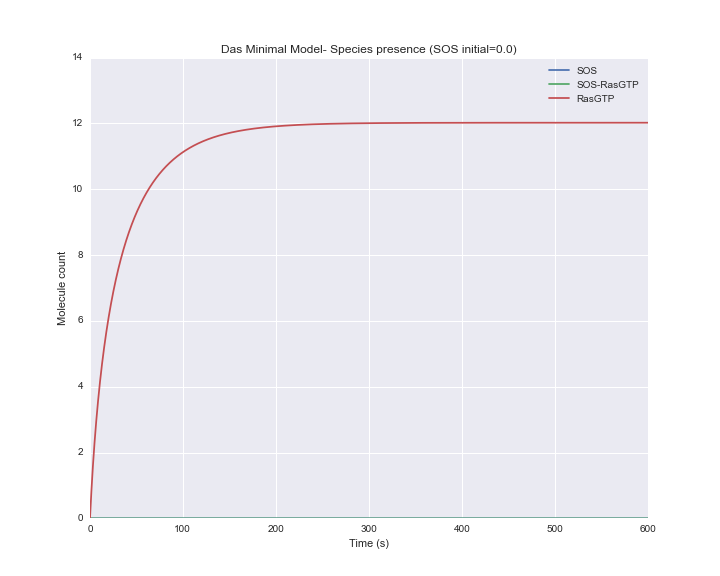 Das Minimal Model- Species presence (SOS initial=0.0)
14
12
10
8
6
4
2
0
Molecule count
SOS
SOS-RasGTP
RasGTP
0 100 200 300 400 500 600
Time (s)